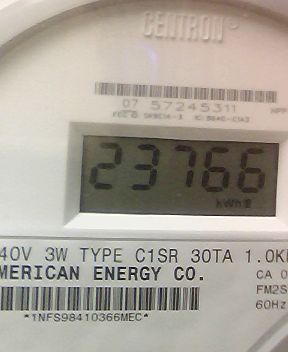 CENTRON
07 57245311
23766
kWh
40V 3W TYPE C1SR 30TA 1.0K
MERICAN ENERGY CO.
CA 0
FM2S
60Hz
*1NFS98410366MEC*